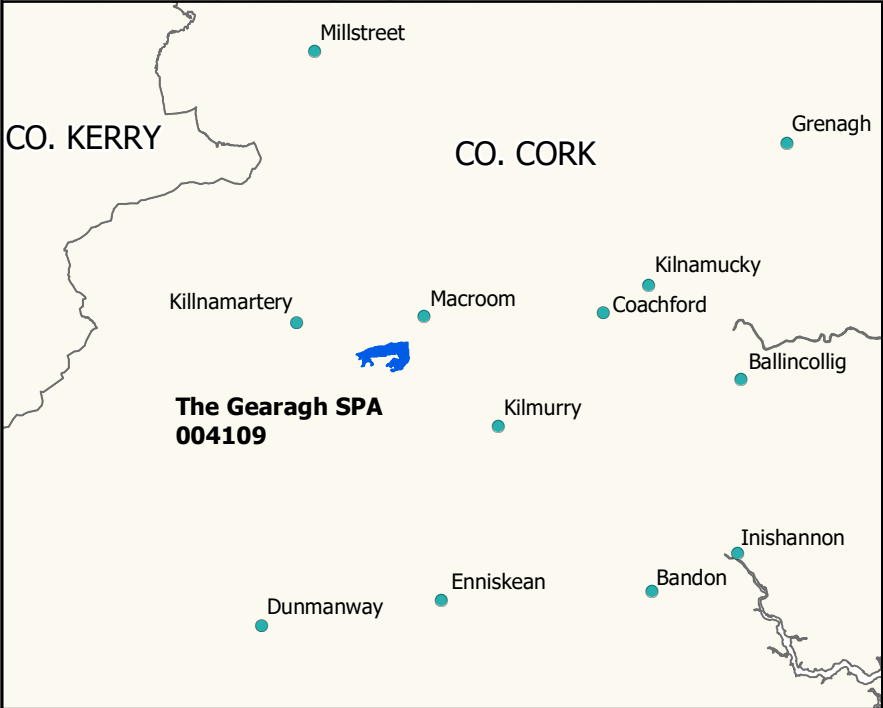 Millstreet
Grenagh
CO. KERRY
CO. CORK
Kilnamucky
Killnamartery
Macroom
Coachford
Ballincollig
The Gearagh SPA
004109
Kilmurry
Inishannon
Enniskean
Bandon
Dunmanway